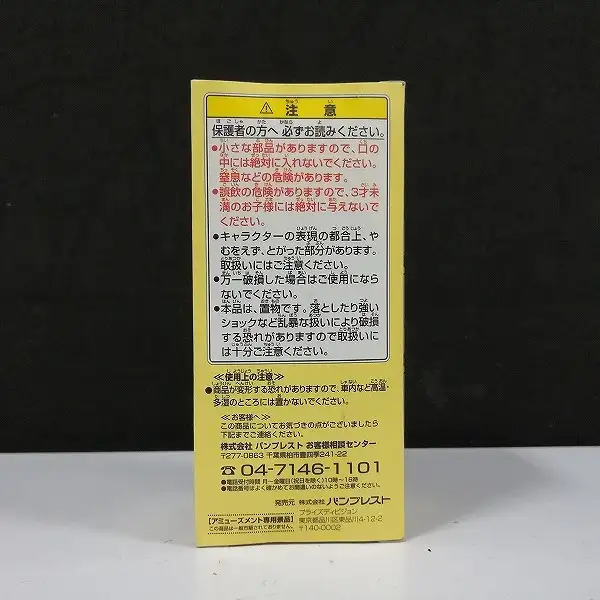 ⚠ 注意
保護者の方へ 必ずお読みください。
●小さな部品がありますので、口の
中には絶対に入れないでください。
窒息などの危険があります。
●誤飲の危険がありますので、3才未
満のお子様には絶対に与えないで
ください。
●キャラクターの表現の都合上、や
むをえず、とがった部分があります。
取扱いにはご注意ください。
●万一破損した場合はご使用になら
ないでください。
●本品は、置物です。落としたり強い
ショックなど乱暴な扱いにより破損
する恐れがありますので取扱いに
は十分ご注意ください。
≪使用上の注意≫
●商品が変形する恐れがありますので、車内など高温・
多湿のところには置かないでください。
≪お客様へ≫
この商品についてお気づきの点がございましたら
下記までご連絡ください。
株式会社 バンプレスト お客様相談センター
〒277-0863 千葉県柏市豊四季241-22
☎04-7146-1101
●電話受付時間 月~金曜日(祝日を除く)10時~16時
●電話番号はよく確かめてお間違いのないようご注意ください。
発売元 株式会社 バンプレスト
プライズディビジョン
東京都品川区東品川4-12-2
〒140-0002
【アミューズメント専用景品】
この商品は一般市販されておりません。